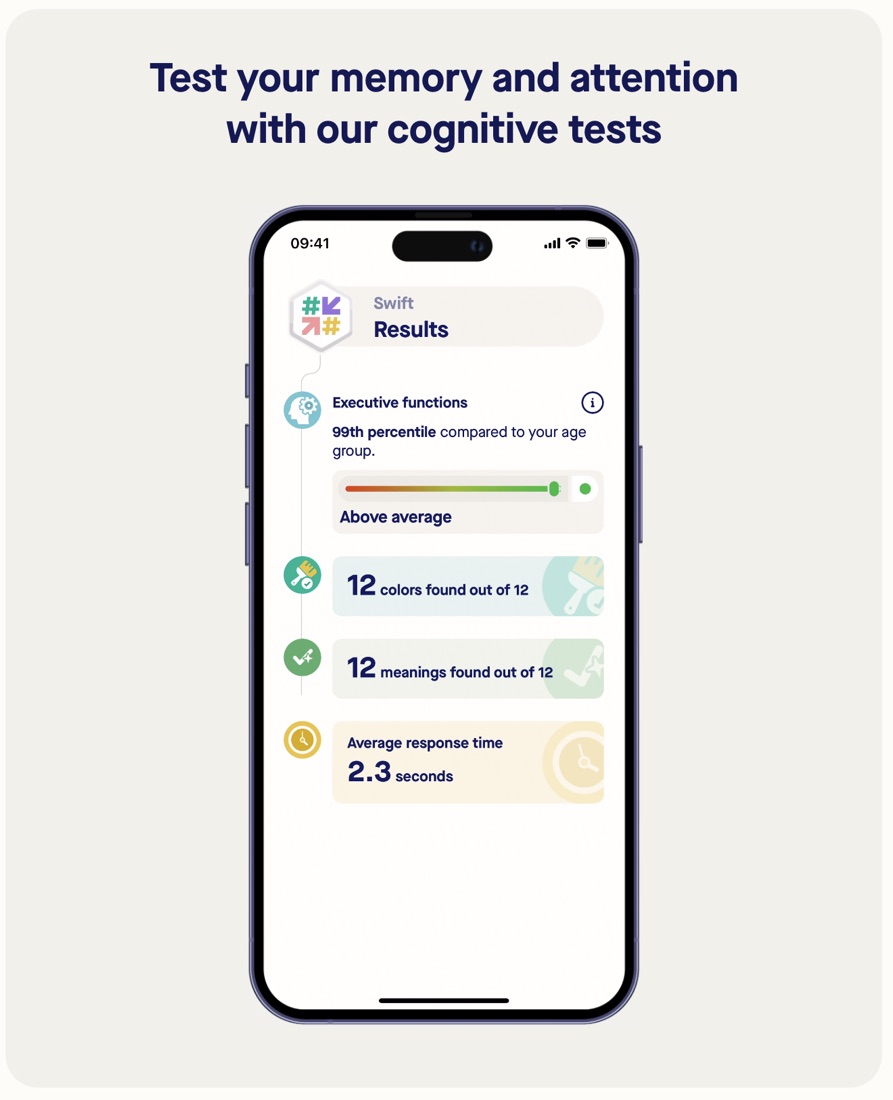 Test your memory and attention
with our cognitive tests
09:41
Swift
Results
Executive functions
i
99th percentile compared to your age
group.
Above average
12 colors found out of 12
12 meanings found out of 12
Average response time
2.3 seconds